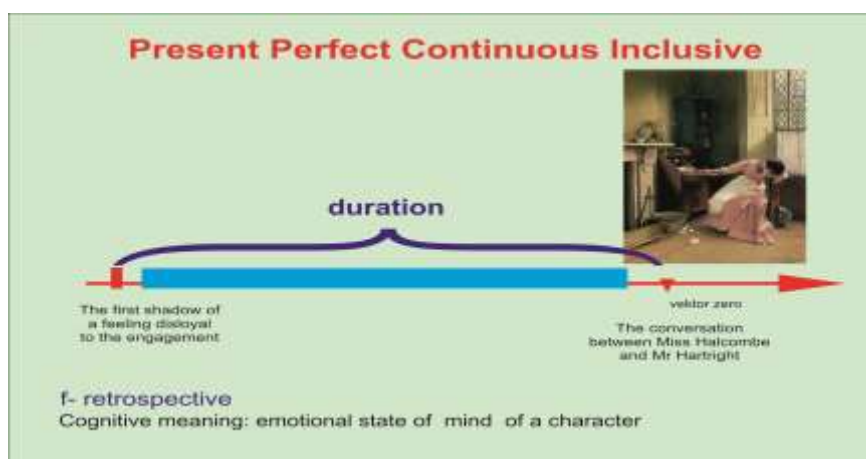 Present Perfect Continuous Inclusive
duration
The first shadow of
a feeling disloyal
to the engagement
vektor zero
The conversation
between Miss Halcombe
and Mr Hartright
f- retrospective
Cognitive meaning: emotional state of mind of a character